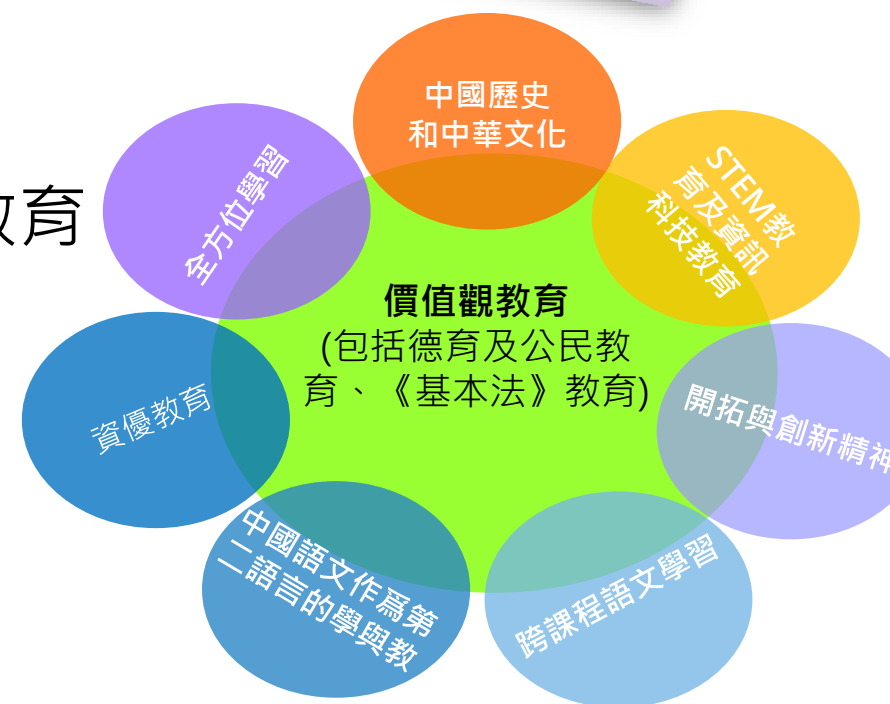 教育
中國歷史
和中華文化
STEM教
育及資訊
科技教育
開拓與創新精神
跨課程語文學習
中國語文作爲第
二語言的學與教
資優教育
全方位學習
價值觀教育
(包括德育及公民教
育、《基本法》教育)